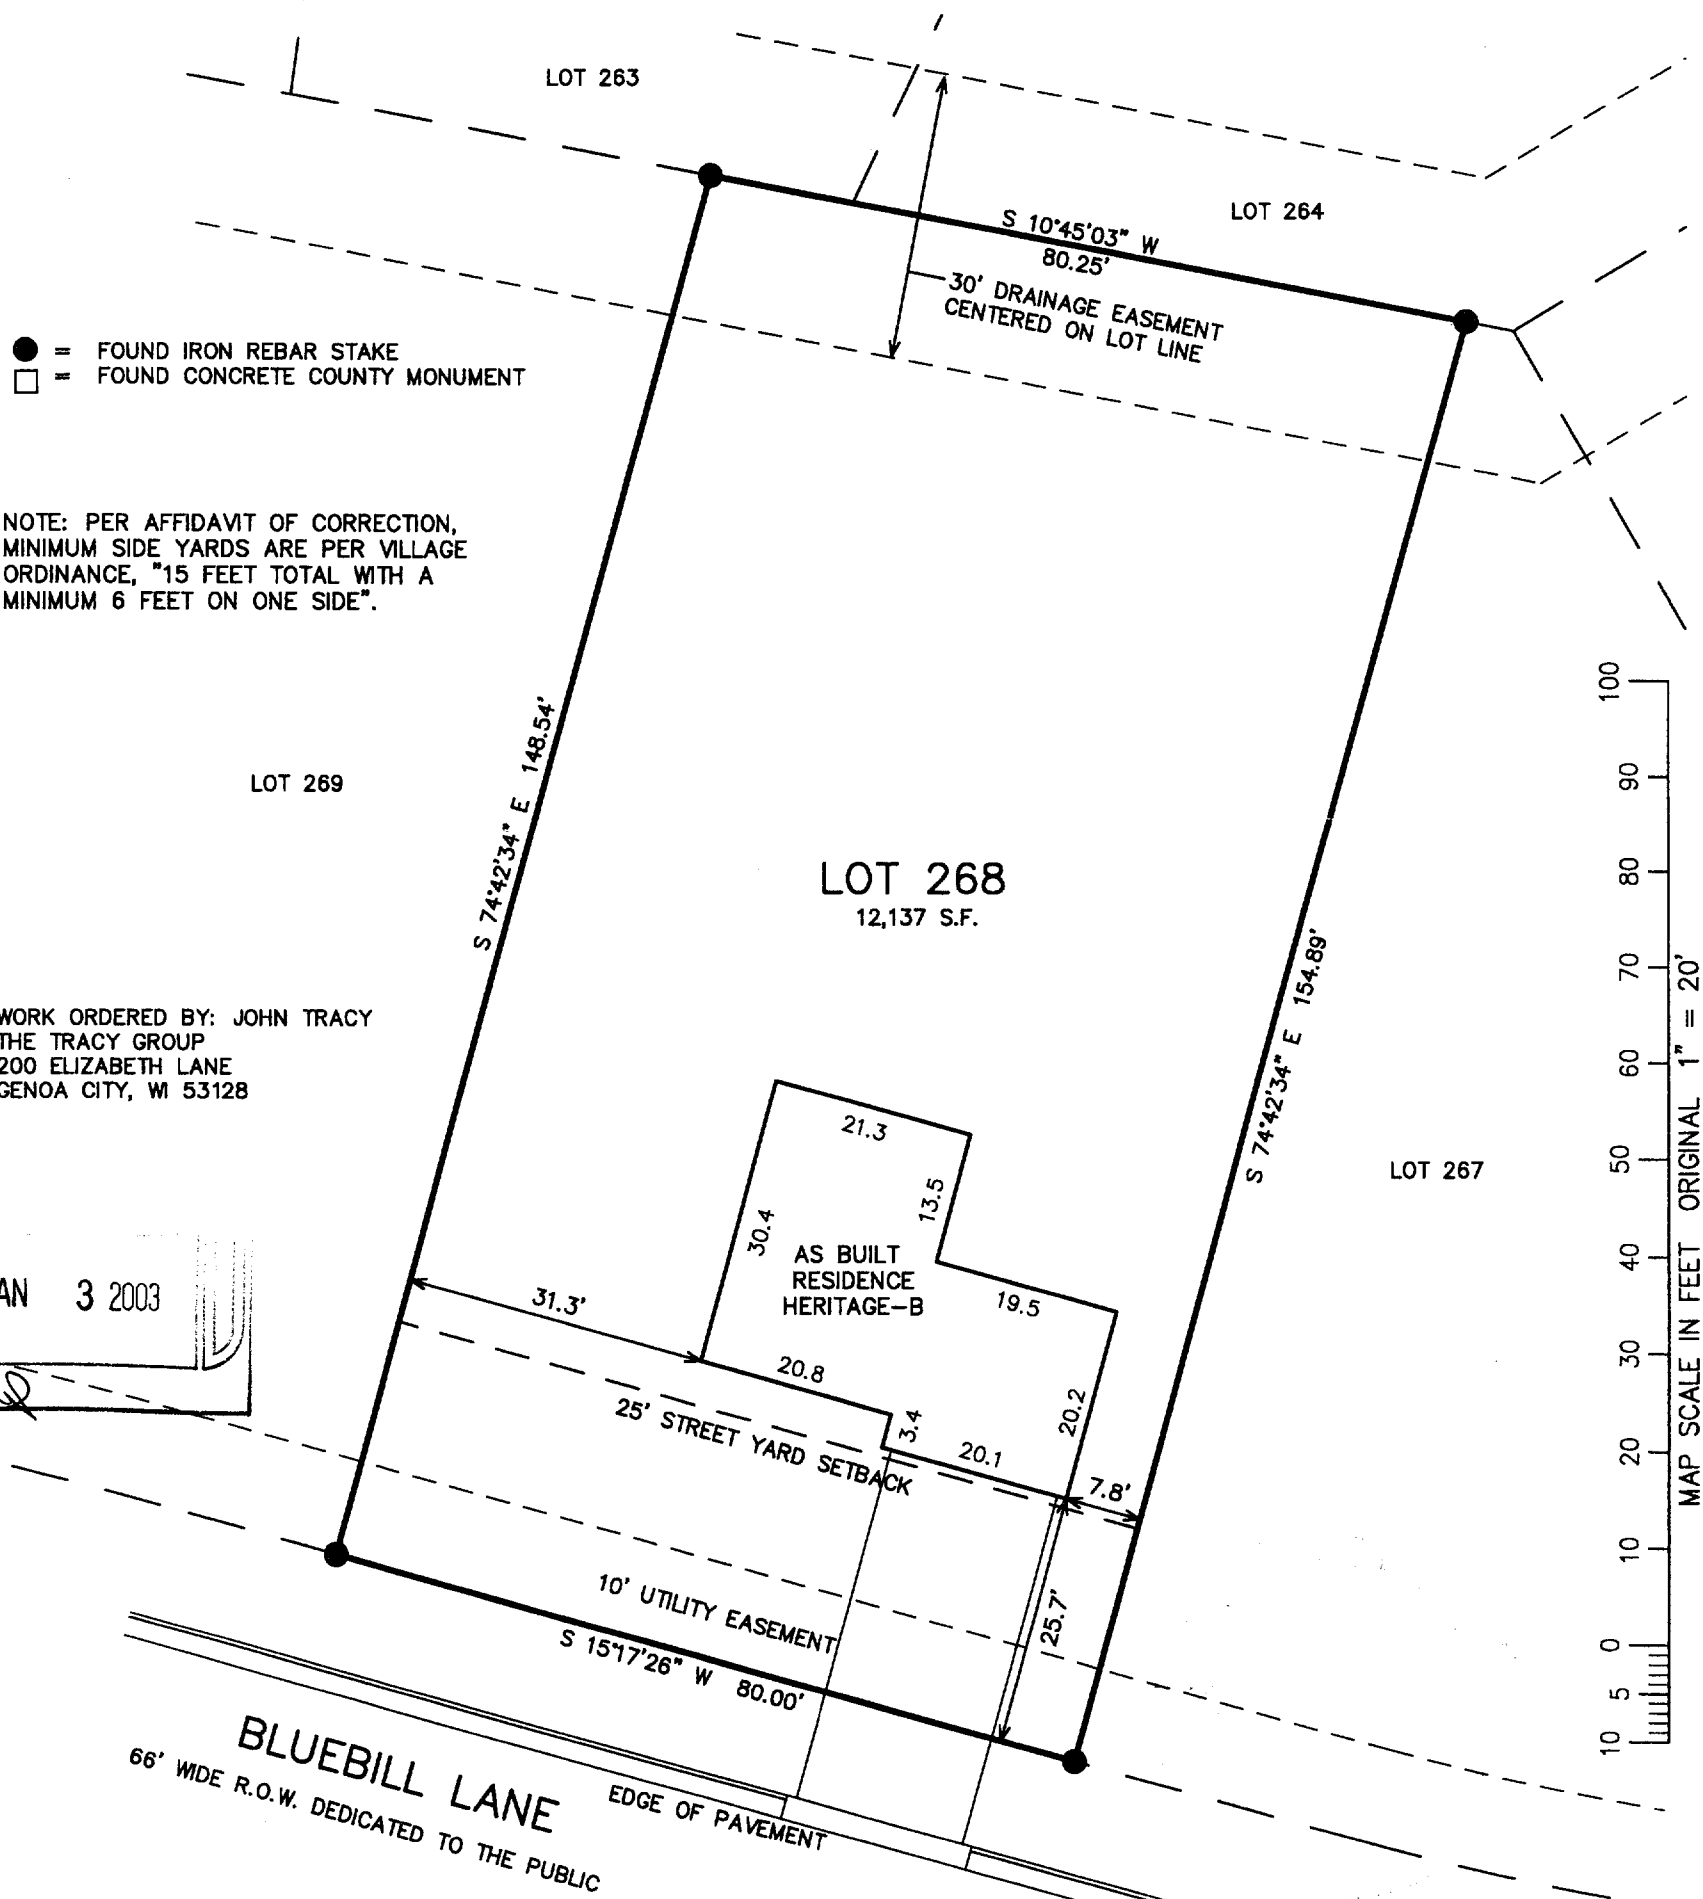 LOT 263
LOT 264
S 10°45'03" W
80.25'
30' DRAINAGE EASEMENT
CENTERED ON LOT LINE
= FOUND IRON REBAR STAKE
= FOUND CONCRETE COUNTY MONUMENT
NOTE: PER AFFIDAVIT OF CORRECTION,
MINIMUM SIDE YARDS ARE PER VILLAGE
ORDINANCE, "15 FEET TOTAL WITH A
MINIMUM 6 FEET ON ONE SIDE".
S 74°42'34" E 148.54'
LOT 269
LOT 268
12,137 S.F.
S 74°42'34" E 154.89'
LOT 267
WORK ORDERED BY: JOHN TRACY
THE TRACY GROUP
200 ELIZABETH LANE
GENOA CITY, WI 53128
21.3
13.5
30.4
AS BUILT
RESIDENCE
HERITAGE-B
19.5
31.3'
20.8
3.4
20.1
20.2
7.8'
25' STREET YARD SETBACK
25.7'
10' UTILITY EASEMENT
S 15°17'26" W 80.00'
AN 3 2003
BLUEBILL LANE
66' WIDE R.O.W. DEDICATED TO THE PUBLIC
EDGE OF PAVEMENT
100
90
80
70
60
50
40
30
20
10
0
5
10
MAP SCALE IN FEET ORIGINAL 1" = 20'